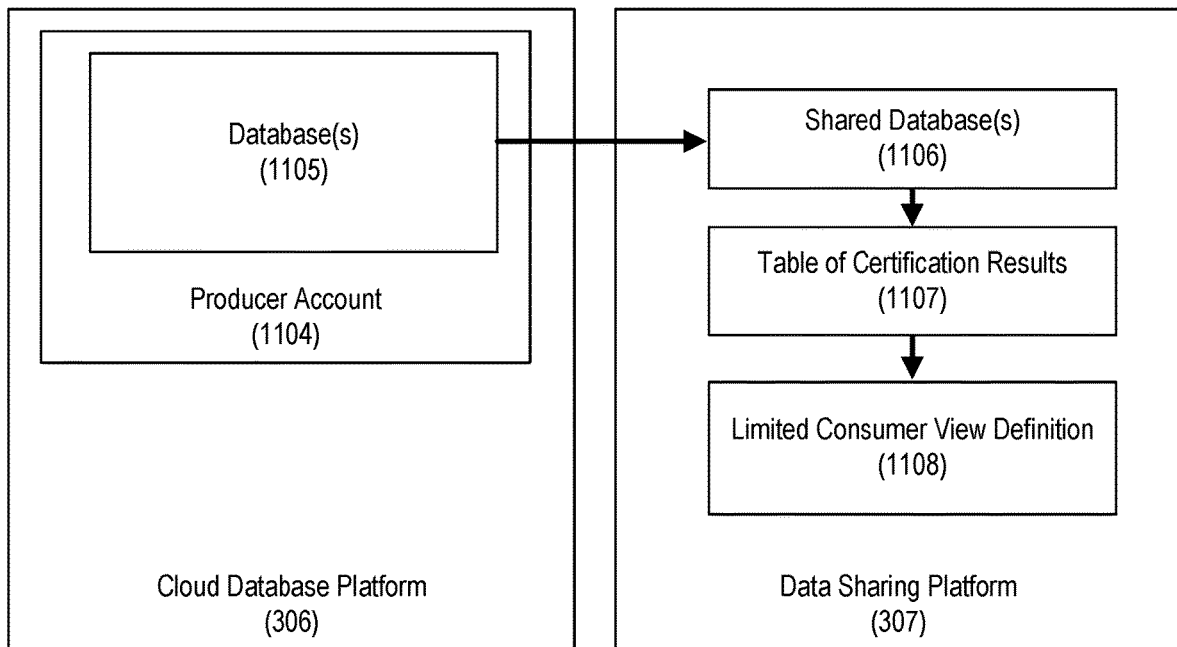 Database(s)
(1105)
Producer Account
(1104)
Cloud Database Platform
(306)
Shared Database(s)
(1106)
Table of Certification Results
(1107)
Limited Consumer View Definition
(1108)
Data Sharing Platform
(307)